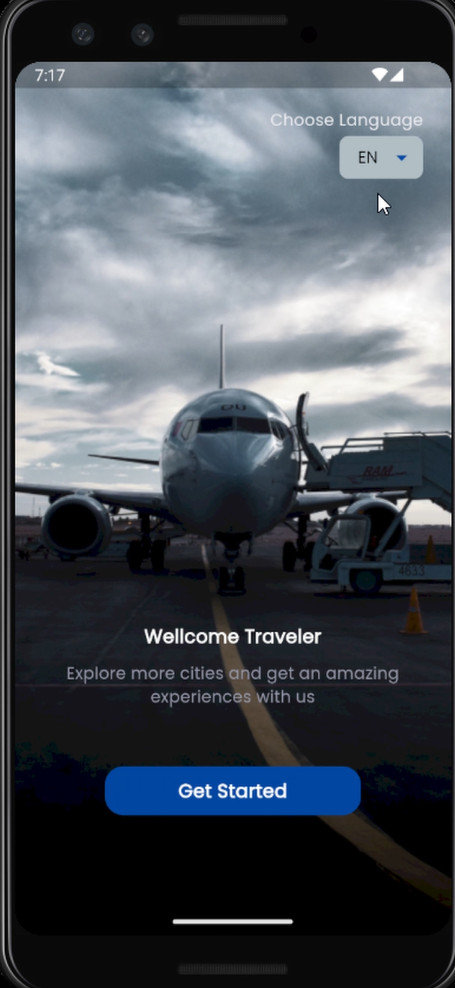 7:17
Choose Language
EN
RAM
4633
Wellcome Traveler
Explore more cities and get an amazing
experiences with us
Get Started